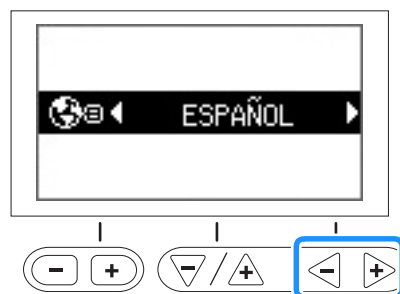 ESPAÑOL
- + - / + - +